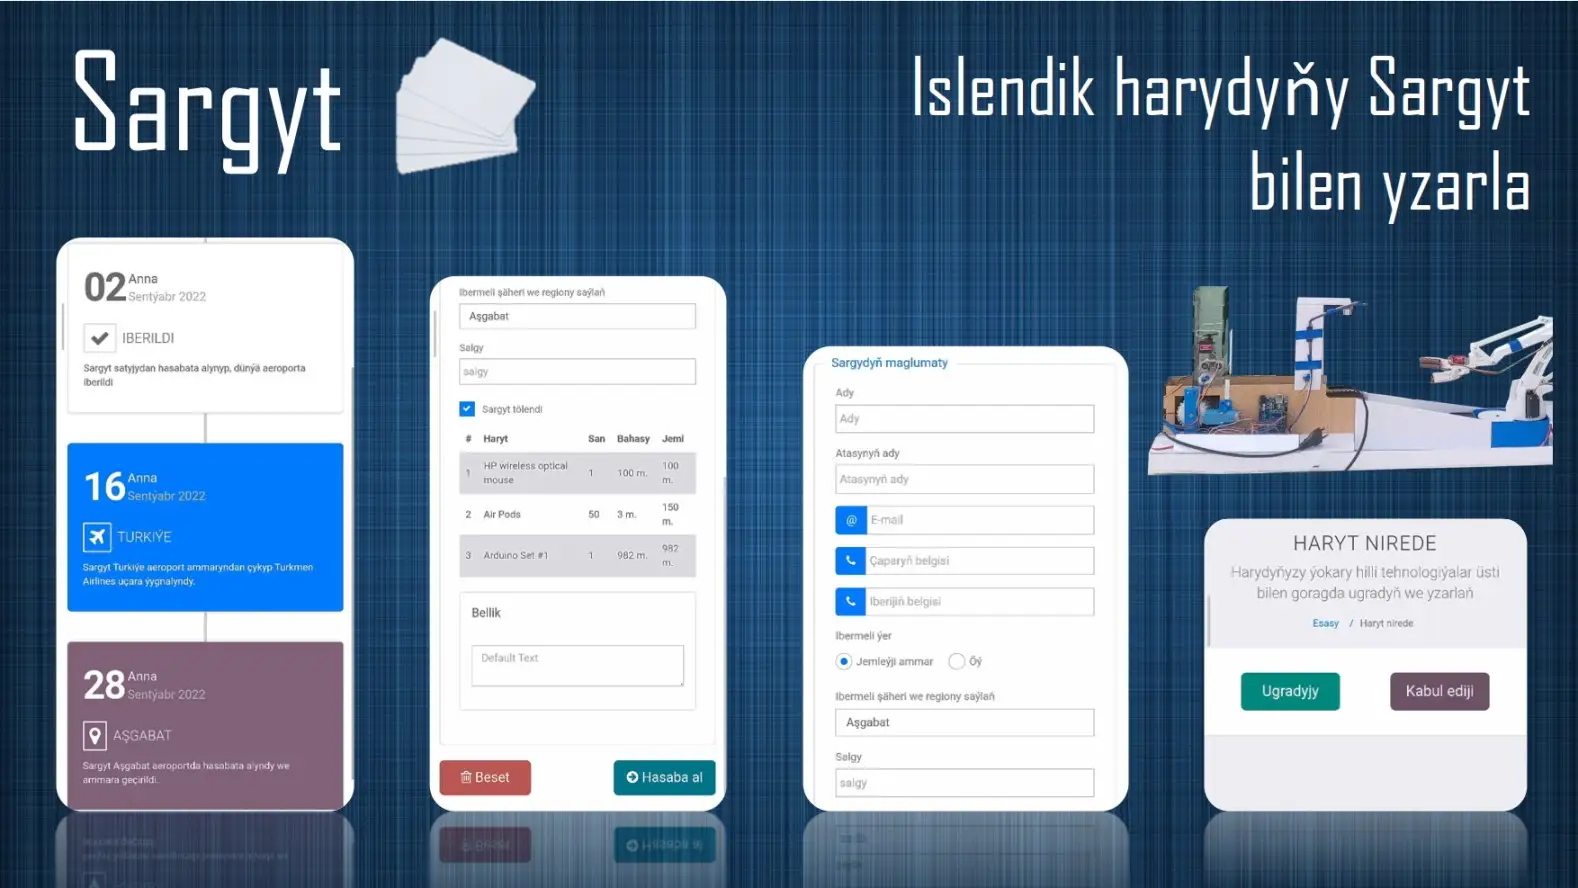 Sargyt
Islendik harydyňy Sargyt
bilen yzarla
02 Anna
Sentýabr 2022
IBERILDI
Sargyt satyjydan hasabata alynyp, dünýä aeroporta
iberildi
16 Anna
Sentýabr 2022
TURKIÝE
Sargyt Turkiýe aeroport ammaryndan çykyp Turkmen
Airlines uçara ýygnalyndy.
28 Anna
Sentýabr 2022
AŞGABAT
Sargyt Aşgabat aeroportda hasabata alyndy we
ammara geçirildi.
Ibermeli şäheri we regiony saýlaň
Aşgabat
Salgy
salgy
Sargyt tölendi
# Haryt San Bahasy Jemi
1 HP wireless optical mouse 1 100 m. 100 m.
2 Air Pods 50 3 m. 150 m.
3 Arduino Set #1 1 982 m. 982 m.
Bellik
Default Text
Beset
Hasaba al
Sargydyň maglumaty
Ady
Ady
Atasynyň ady
Atasynyň ady
@ E-mail
Çaparyň belgisi
Iberijiň belgisi
Ibermeli ýer
Jemleýji ammar Öý
Ibermeli şäheri we regiony saýlaň
Aşgabat
Salgy
salgy
HARYT NIREDE
Harydyňyzy ýokary hilli tehnologiýalar üsti
bilen goragda ugradyň we yzarlaň
Esasy / Haryt nirede
Ugradyjy
Kabul ediji